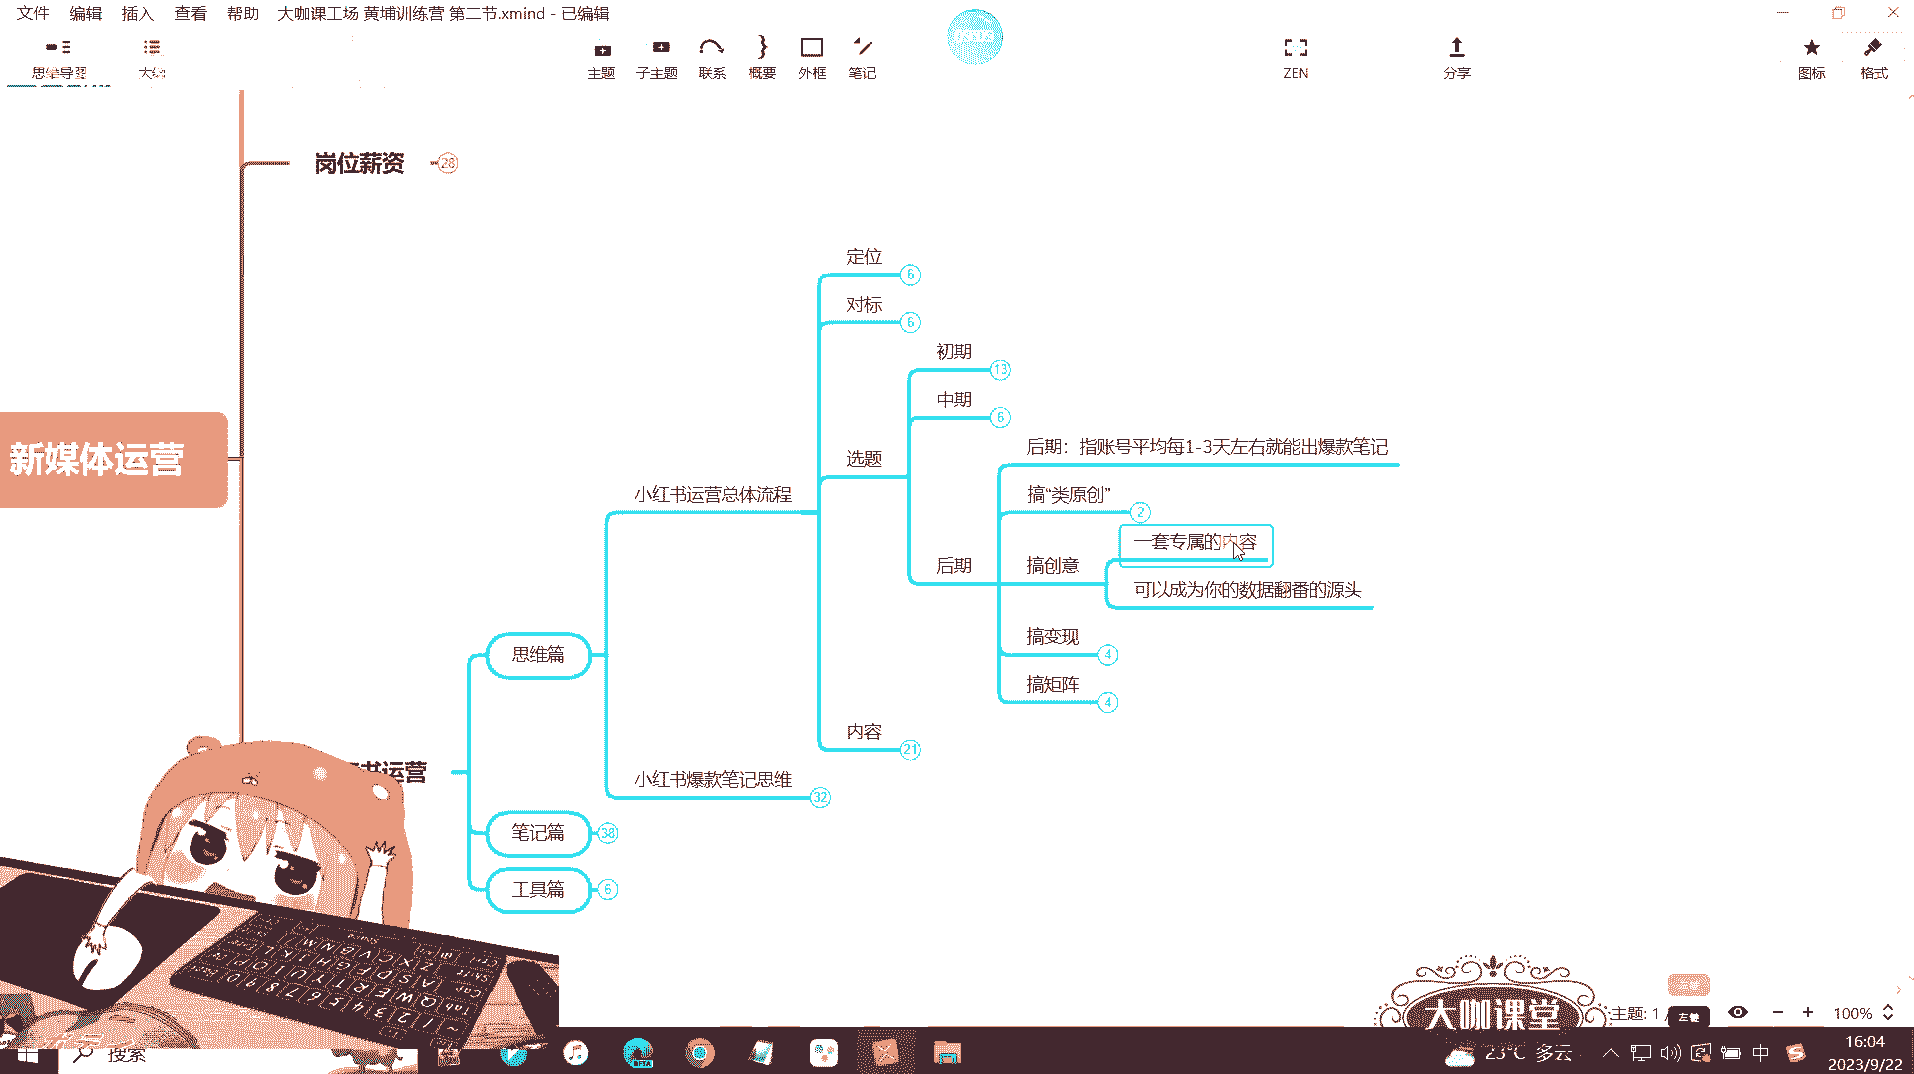 文件 编辑 插入 查看 帮助 大咖课工场 黄埔训练营 第二节.xmind - 已编辑
思维导图 大纲 主题 子主题 联系 概要 外框 笔记 ZEN 分享 图标 格式
岗位薪资 28
定位 6
对标 6
初期 13
中期 6
后期：指账号平均每1-3天左右就能出爆款笔记
新媒体运营
选题
小红书运营总体流程
搞“类原创” 2
一套专属的内容
后期
搞创意
可以成为你的数据翻番的源头
搞变现 4
思维篇
搞矩阵 4
内容 21
书运营
小红书爆款笔记思维 32
笔记篇 38
工具篇 6
大咖课堂
主题: 1 /
左键
100%
搜索
23°C 多云
中
16:04
2023/9/22